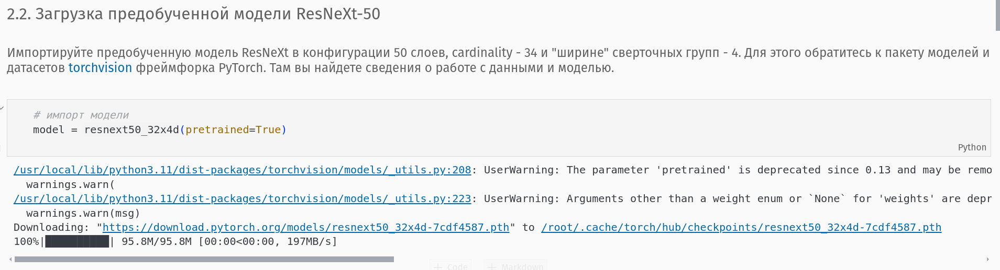 2.2. Загрузка предобученной модели ResNeXt-50
Импортируйте предобученную модель ResNeXt в конфигурации 50 слоев, cardinality - 34 и "ширине" сверточных групп - 4. Для этого обратитесь к пакету моделей и
датасетов torchvision фреймфорка PyTorch. Там вы найдете сведения о работе с данными и моделью.
# импорт модели
model = resnext50_32x4d(pretrained=True)
Python
/usr/local/lib/python3.11/dist-packages/torchvision/models/_utils.py:208: UserWarning: The parameter 'pretrained' is deprecated since 0.13 and may be remo
warnings.warn(
/usr/local/lib/python3.11/dist-packages/torchvision/models/_utils.py:223: UserWarning: Arguments other than a weight enum or `None` for 'weights' are depr
warnings.warn(msg)
Downloading: "https://download.pytorch.org/models/resnext50_32x4d-7cdf4587.pth" to /root/.cache/torch/hub/checkpoints/resnext50_32x4d-7cdf4587.pth
100%|██████████| 95.8M/95.8M [00:00<00:00, 197MB/s]
+ Code + Markdown